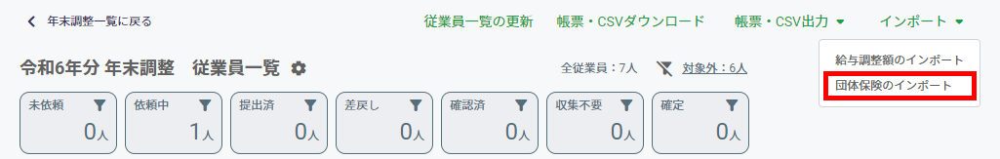 年末調整一覧に戻る
従業員一覧の更新 帳票・CSVダウンロード 帳票・CSV出力 インポート
給与調整額のインポート
団体保険のインポート
令和6年分 年末調整　従業員一覧
全従業員：7人 対象外：6人
未依頼 依頼中 提出済 差戻し 確認済 収集不要 確定
0人 1人 0人 0人 0人 0人 0人